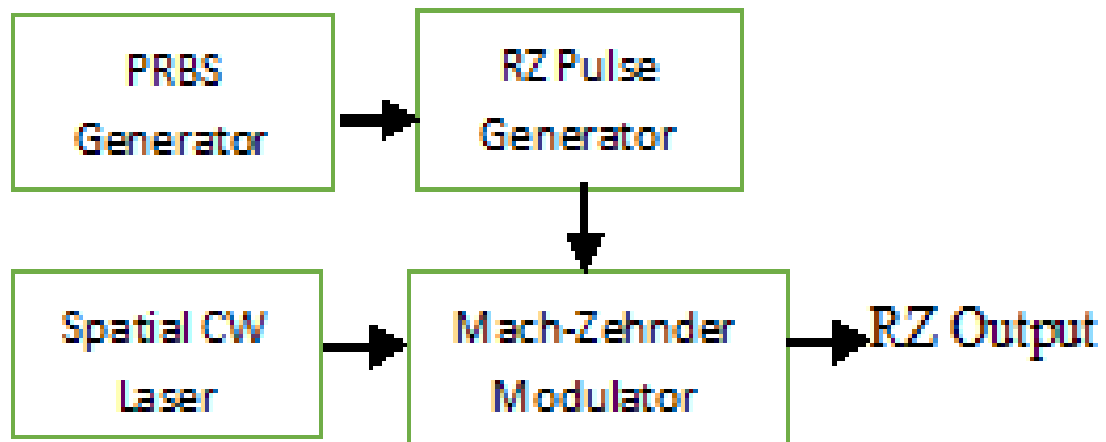 PRBS
Generator
RZ Pulse
Generator
Spatial CW
Laser
Mach-Zehnder
Modulator
RZ Output